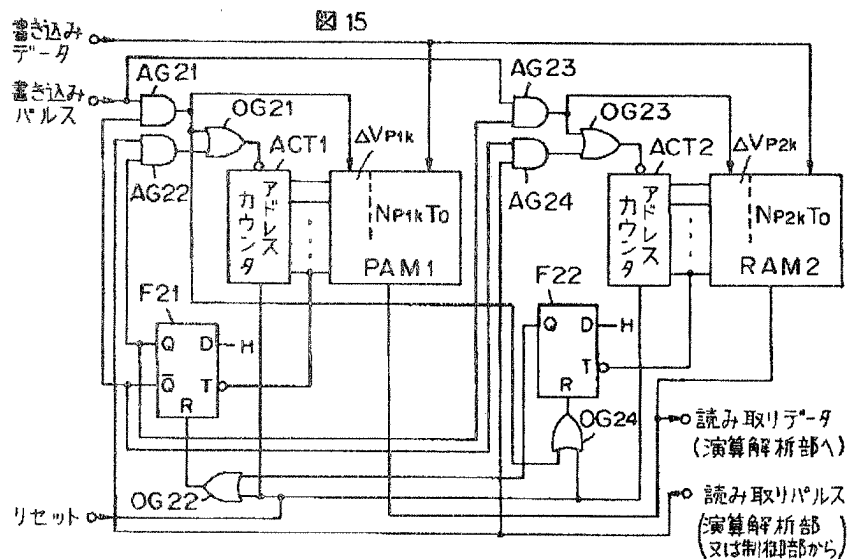 図15
書き込み
データ
書き込み
パルス
AG21
OG21
ACT1
ΔVP1k
AG22
アドレス
カウンタ
NP1kTo
PAM1
AG23
OG23
ACT2
ΔVP2k
AG24
アドレス
カウンタ
NP2kTo
RAM2
F21
Q D H
Q̅ T
R
F22
Q D H
T
R
OG24
OG22
リセット
読み取りデータ
(演算解析部へ)
読み取りパルス
(演算解析部
又は制御部から)